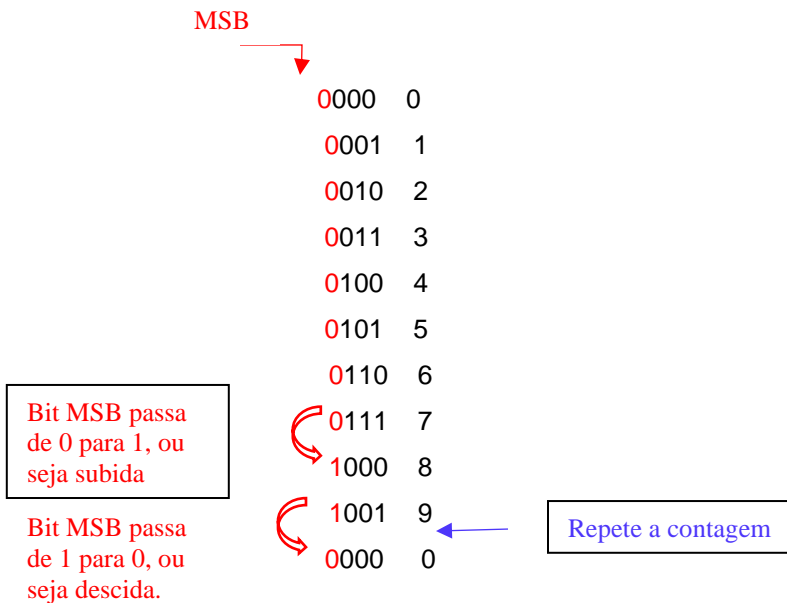 MSB
0000 0
0001 1
0010 2
0011 3
0100 4
0101 5
0110 6
0111 7
1000 8
1001 9
0000 0
Bit MSB passa
de 0 para 1, ou
seja subida
Bit MSB passa
de 1 para 0, ou
seja descida.
Repete a contagem